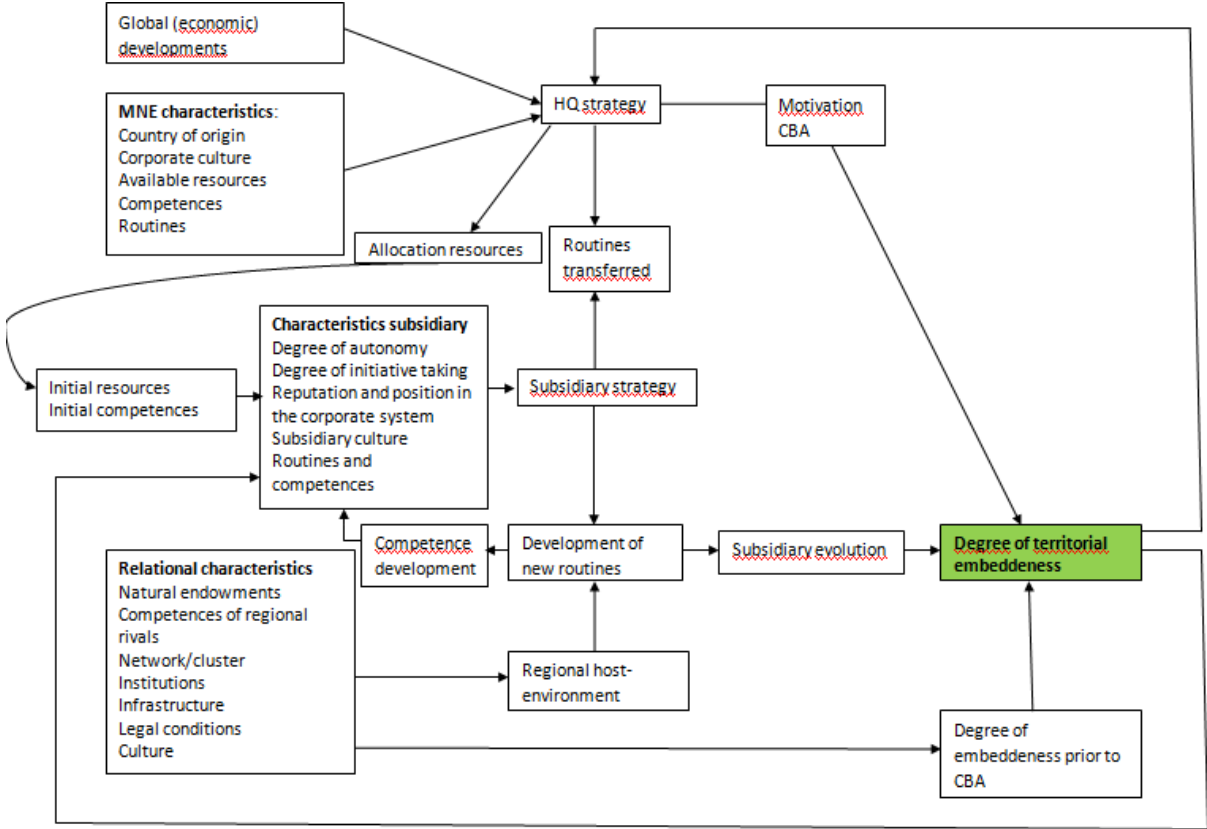 Global (economic)
developments
HQ strategy
Motivation
CBA
MNE characteristics:
Country of origin
Corporate culture
Available resources
Competences
Routines
Allocation resources
Routines
transferred
Characteristics subsidiary
Degree of autonomy
Degree of initiative taking
Reputation and position in
the corporate system
Subsidiary culture
Routines and
competences
Initial resources
Initial competences
Subsidiary strategy
Competence
development
Development of
new routines
Subsidiary evolution
Degree of territorial
embeddeness
Relational characteristics
Natural endowments
Competences of regional
rivals
Network/cluster
Institutions
Infrastructure
Legal conditions
Culture
Regional host-
environment
Degree of
embeddeness prior to
CBA